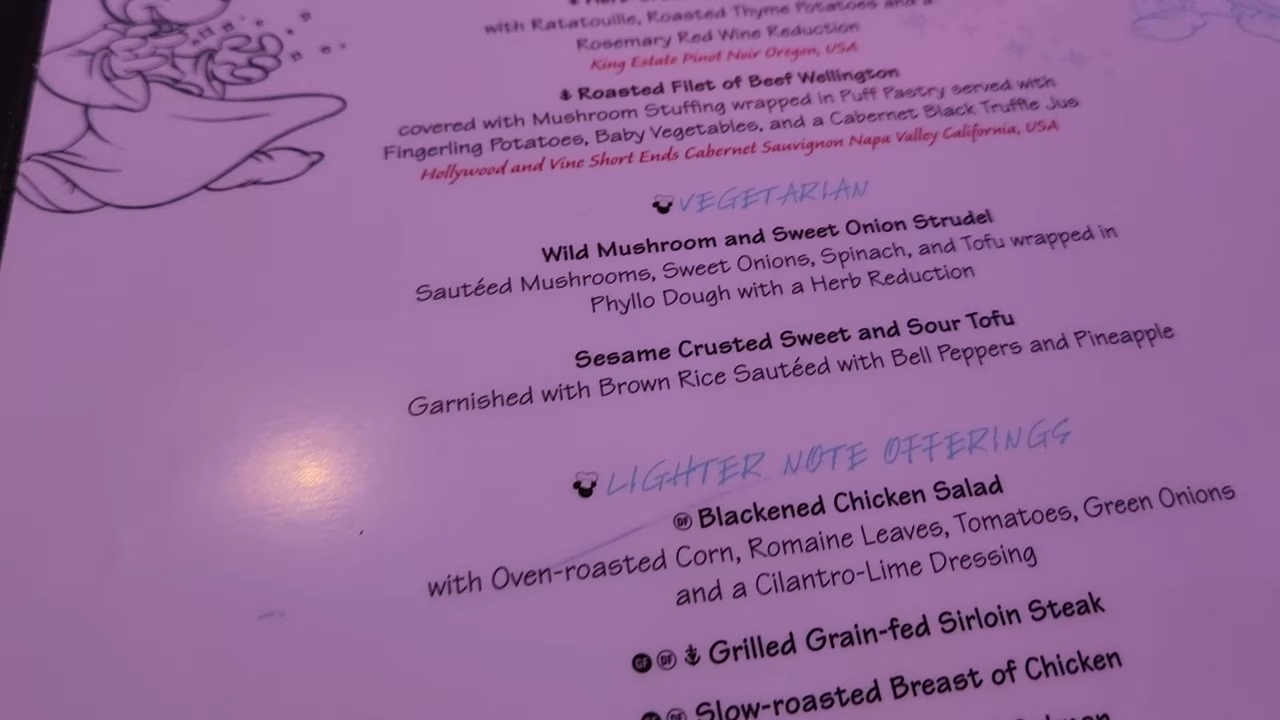 with Ratatouille, Roasted Thyme Potatoes and a
Rosemary Red Wine Reduction
King Estate Pinot Noir Oregon, USA
Roasted Filet of Beef Wellington
covered with Mushroom Stuffing wrapped in Puff Pastry served with
Fingerling Potatoes, Baby Vegetables, and a Cabernet Black Truffle Jus
Hollywood and Vine Short Ends Cabernet Sauvignon Napa Valley California, USA
VEGETARIAN
Wild Mushroom and Sweet Onion Strudel
Sautéed Mushrooms, Sweet Onions, Spinach, and Tofu wrapped in
Phyllo Dough with a Herb Reduction
Sesame Crusted Sweet and Sour Tofu
Garnished with Brown Rice Sautéed with Bell Peppers and Pineapple
LIGHTER NOTE OFFERINGS
DF Blackened Chicken Salad
with Oven-roasted Corn, Romaine Leaves, Tomatoes, Green Onions
and a Cilantro-Lime Dressing
GF DF Grilled Grain-fed Sirloin Steak
GF DF Slow-roasted Breast of Chicken